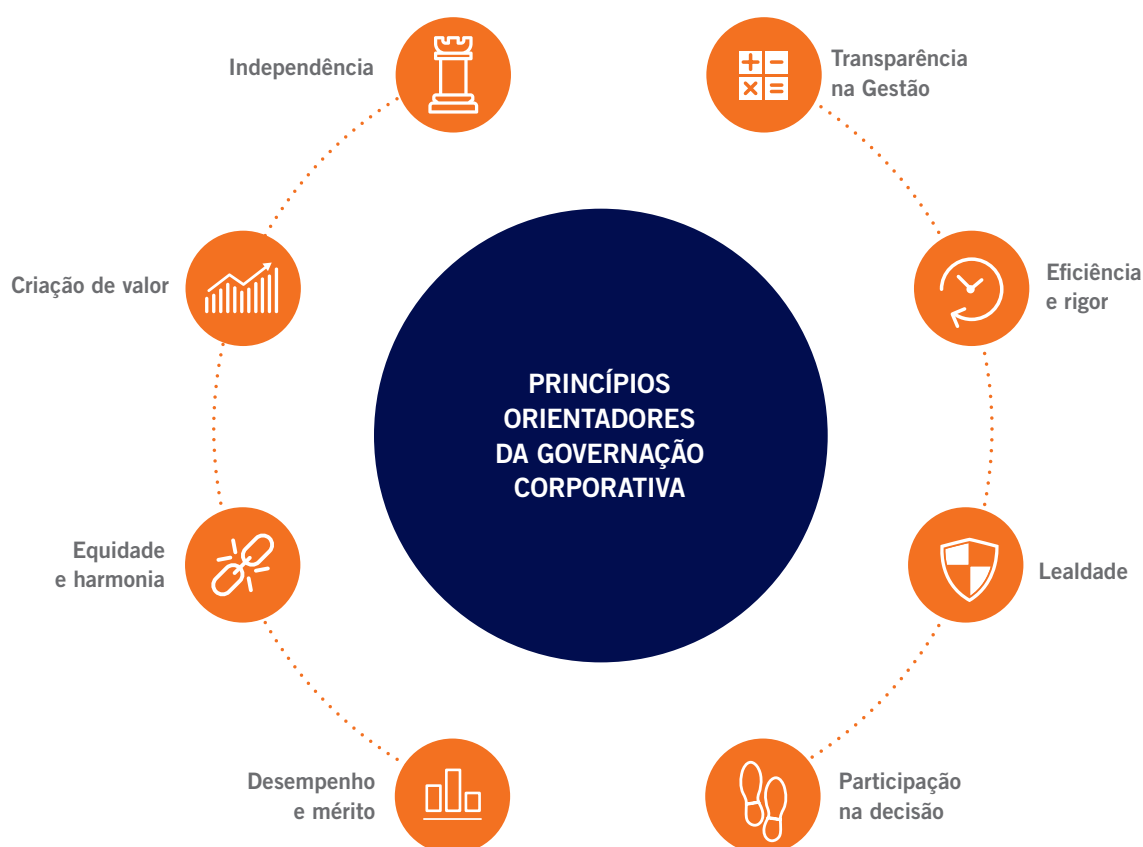 Independência
Transparência
na Gestão
Criação de valor
Eficiência
e rigor
PRINCÍPIOS
ORIENTADORES
DA GOVERNAÇÃO
CORPORATIVA
Equidade
e harmonia
Lealdade
Desempenho
e mérito
Participação
na decisão